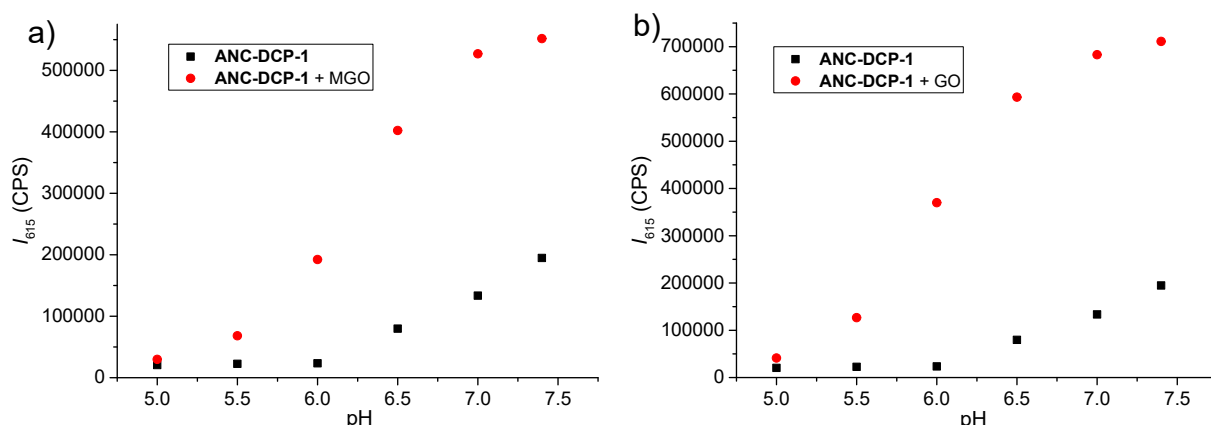 a)
ANC-DCP-1
ANC-DCP-1 + MGO
500000
400000
300000
200000
100000
0
I615 (CPS)
5.0 5.5 6.0 6.5 7.0 7.5
pH
b)
ANC-DCP-1
ANC-DCP-1 + GO
700000
600000
500000
400000
300000
200000
100000
0
I615 (CPS)
5.0 5.5 6.0 6.5 7.0 7.5
pH